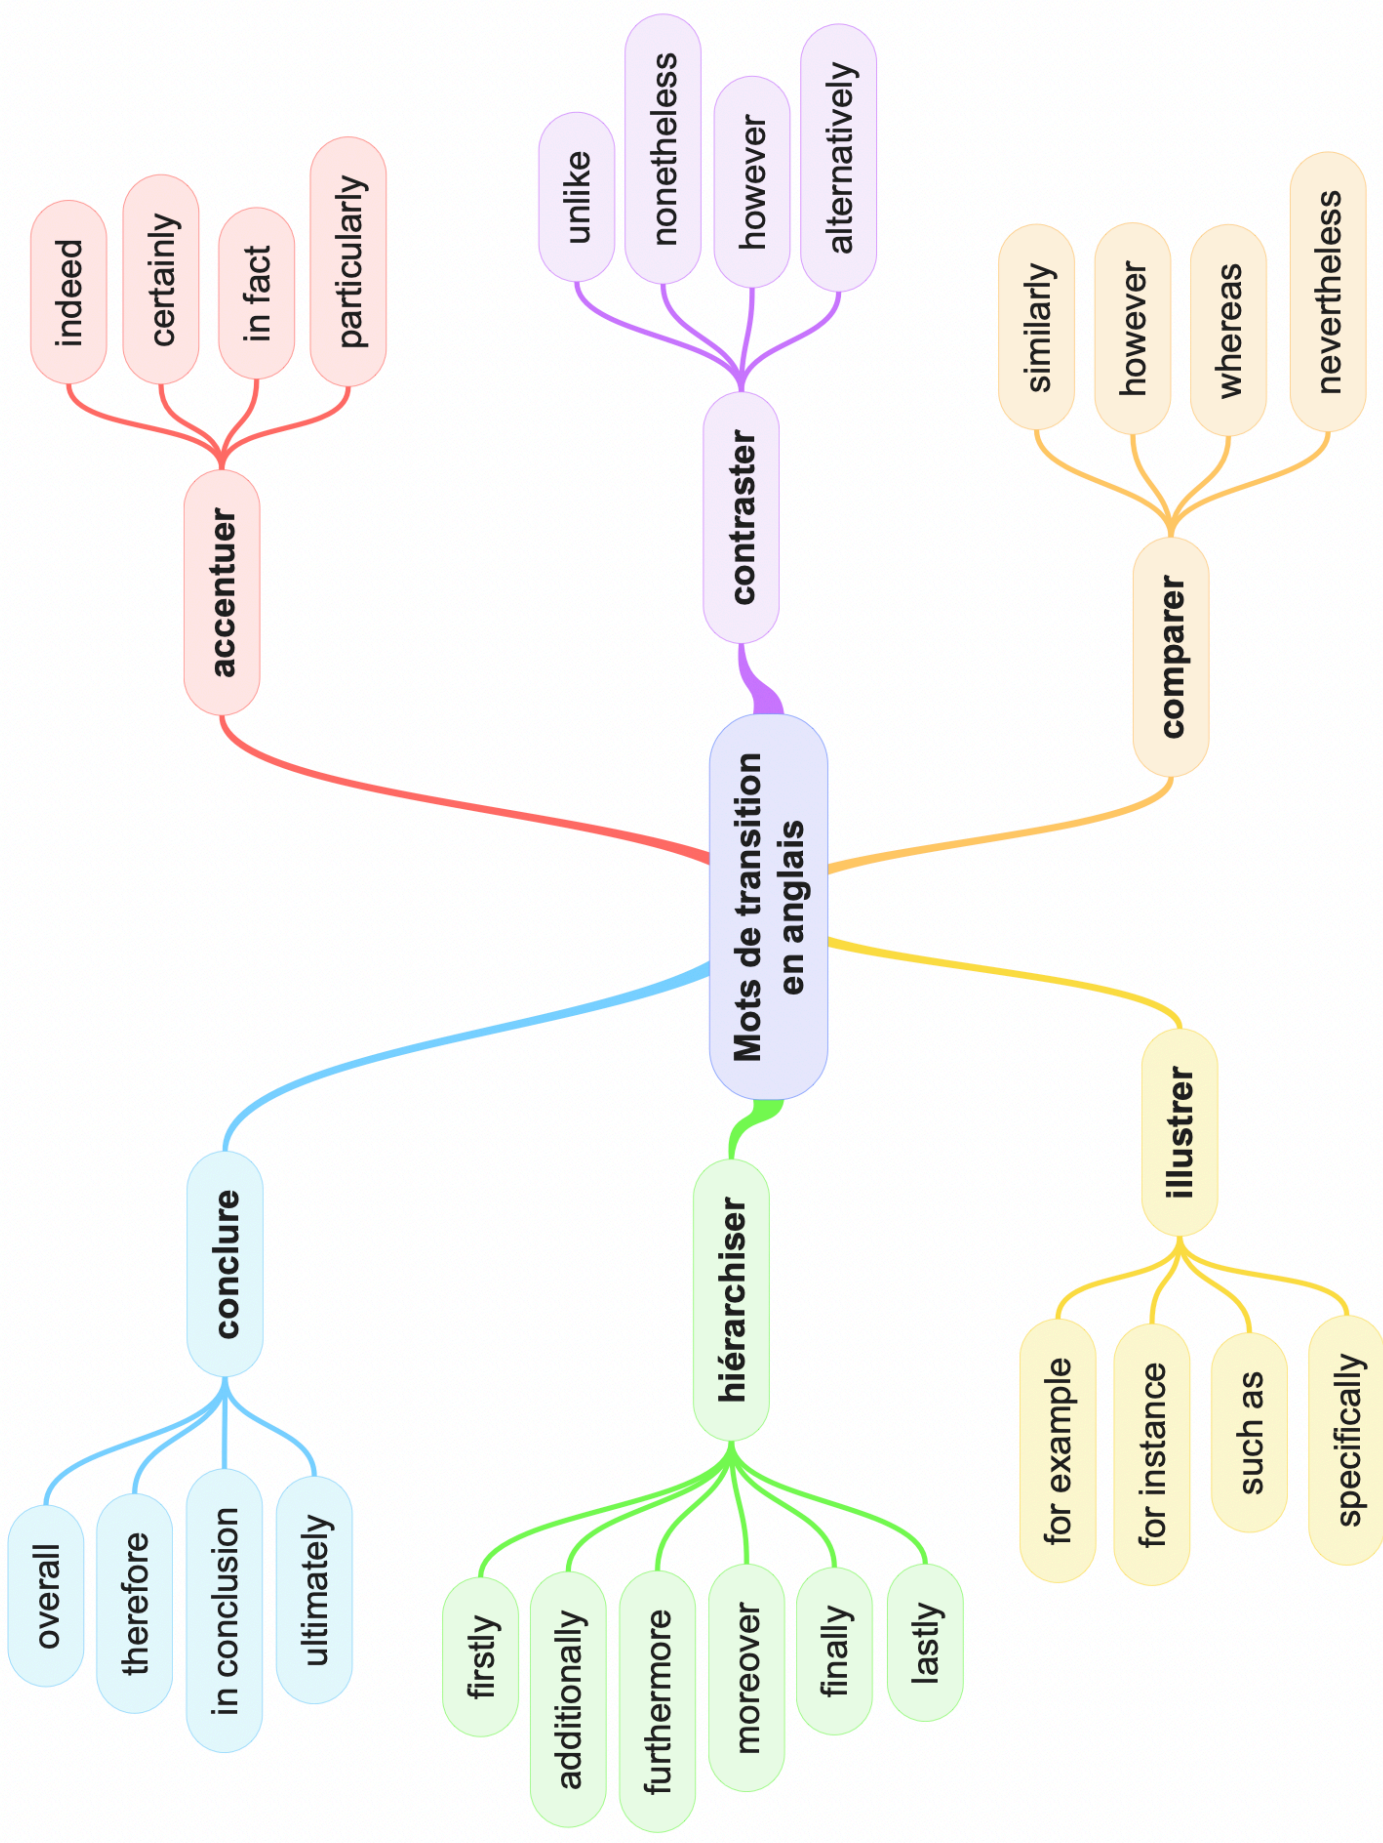 Mots de transition
en anglais
conclure
overall
therefore
in conclusion
ultimately
accentuer
indeed
certainly
in fact
particularly
hiérarchiser
firstly
additionally
furthermore
moreover
finally
lastly
contraster
unlike
nonetheless
however
alternatively
illustrer
for example
for instance
such as
specifically
comparer
similarly
however
whereas
nevertheless